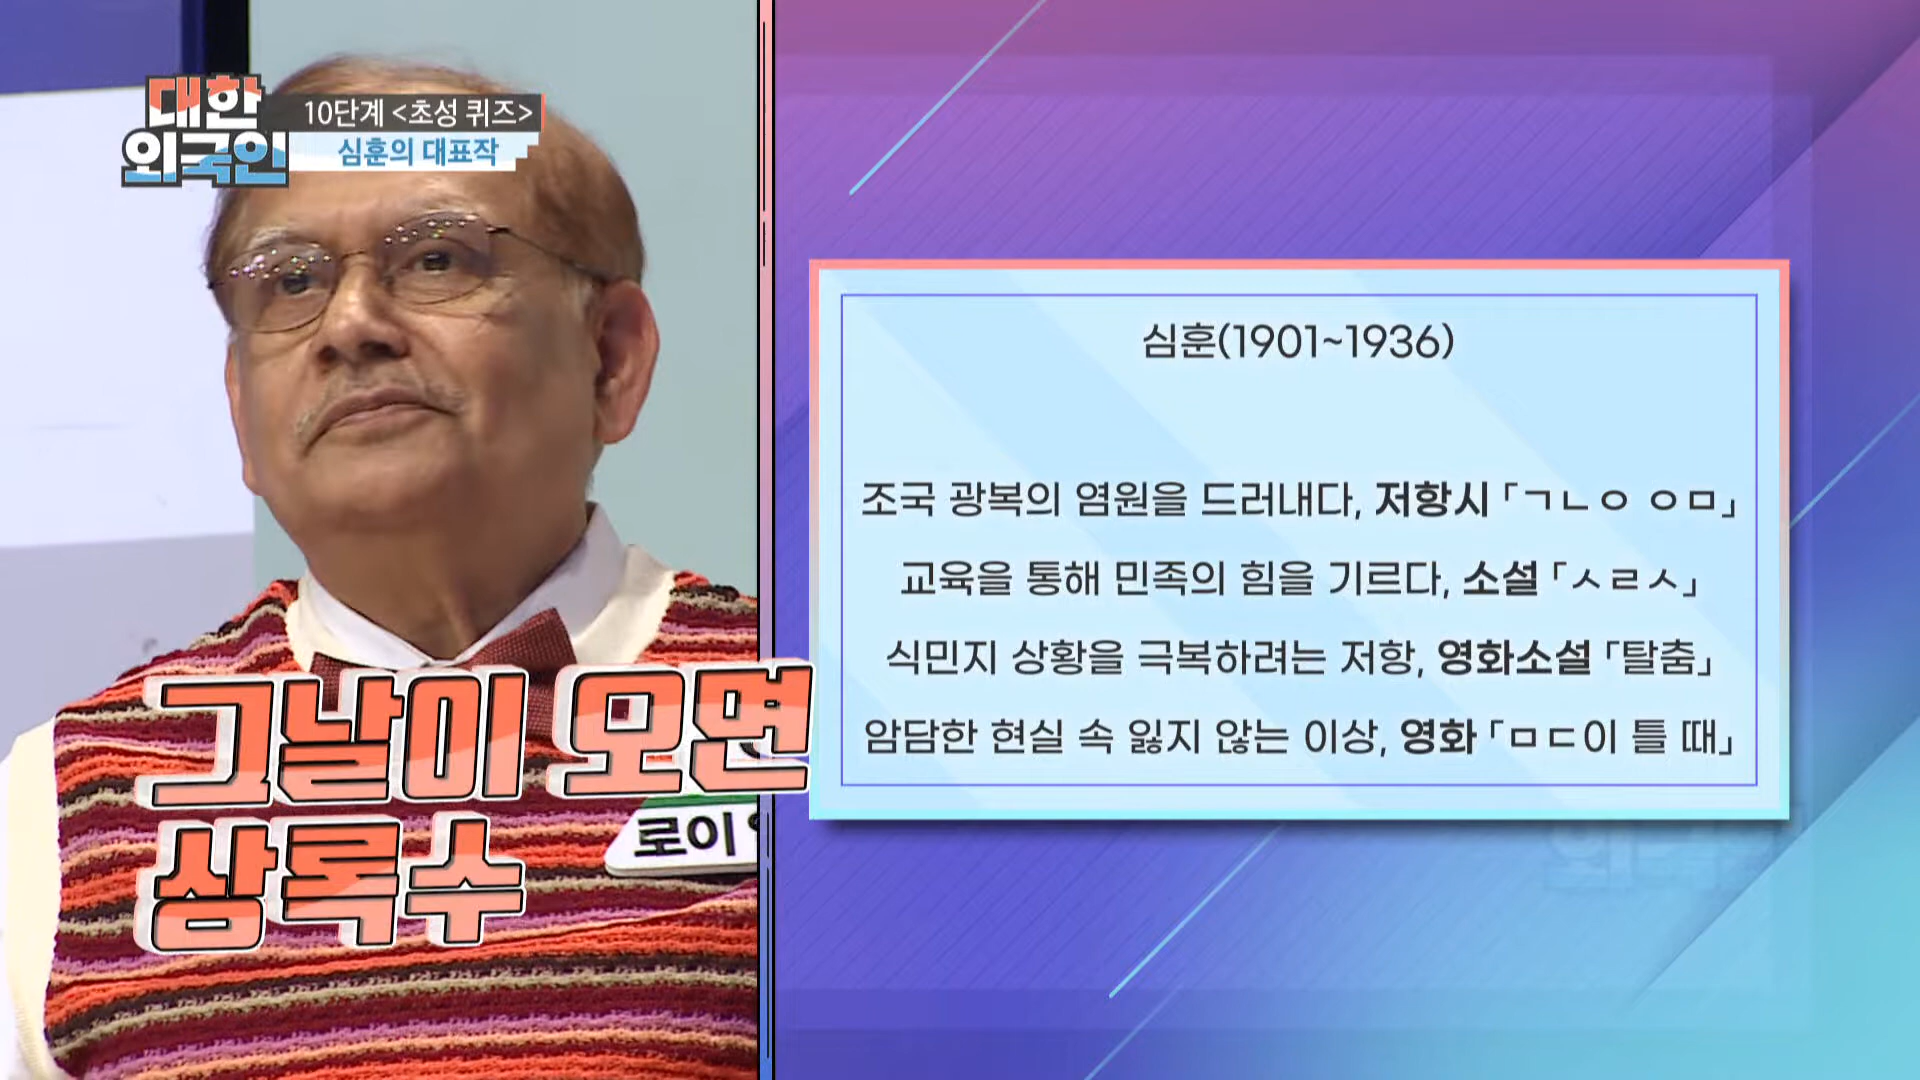 대한
외국인
10단계 <초성 퀴즈>
심훈의 대표작
심훈(1901~1936)
조국 광복의 염원을 드러내다, 저항시 「ㄱㄴㅇ ㅇㅁ」
교육을 통해 민족의 힘을 기르다, 소설 「ㅅㄹㅅ」
식민지 상황을 극복하려는 저항, 영화소설 「탈춤」
암담한 현실 속 잃지 않는 이상, 영화 「ㅁㄷ이 틀 때」
그날이 오면
상록수
로이